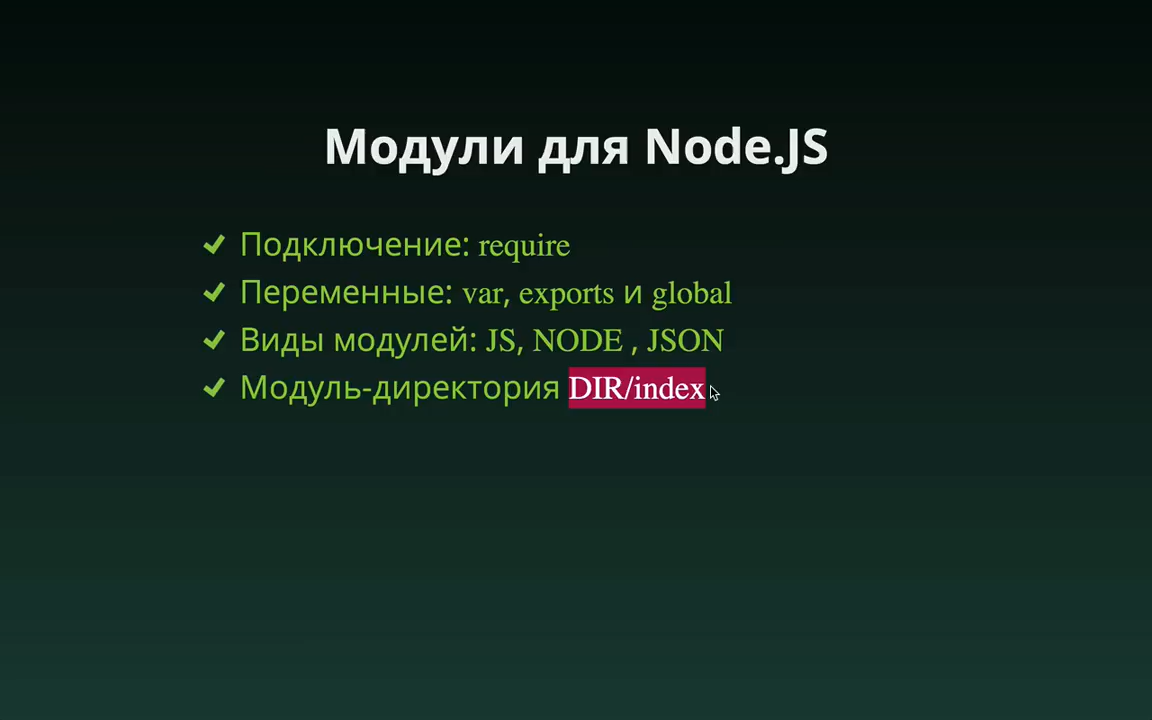 Модули для Node.JS
Подключение: require
Переменные: var, exports и global
Виды модулей: JS, NODE , JSON
Модуль-директория DIR/index